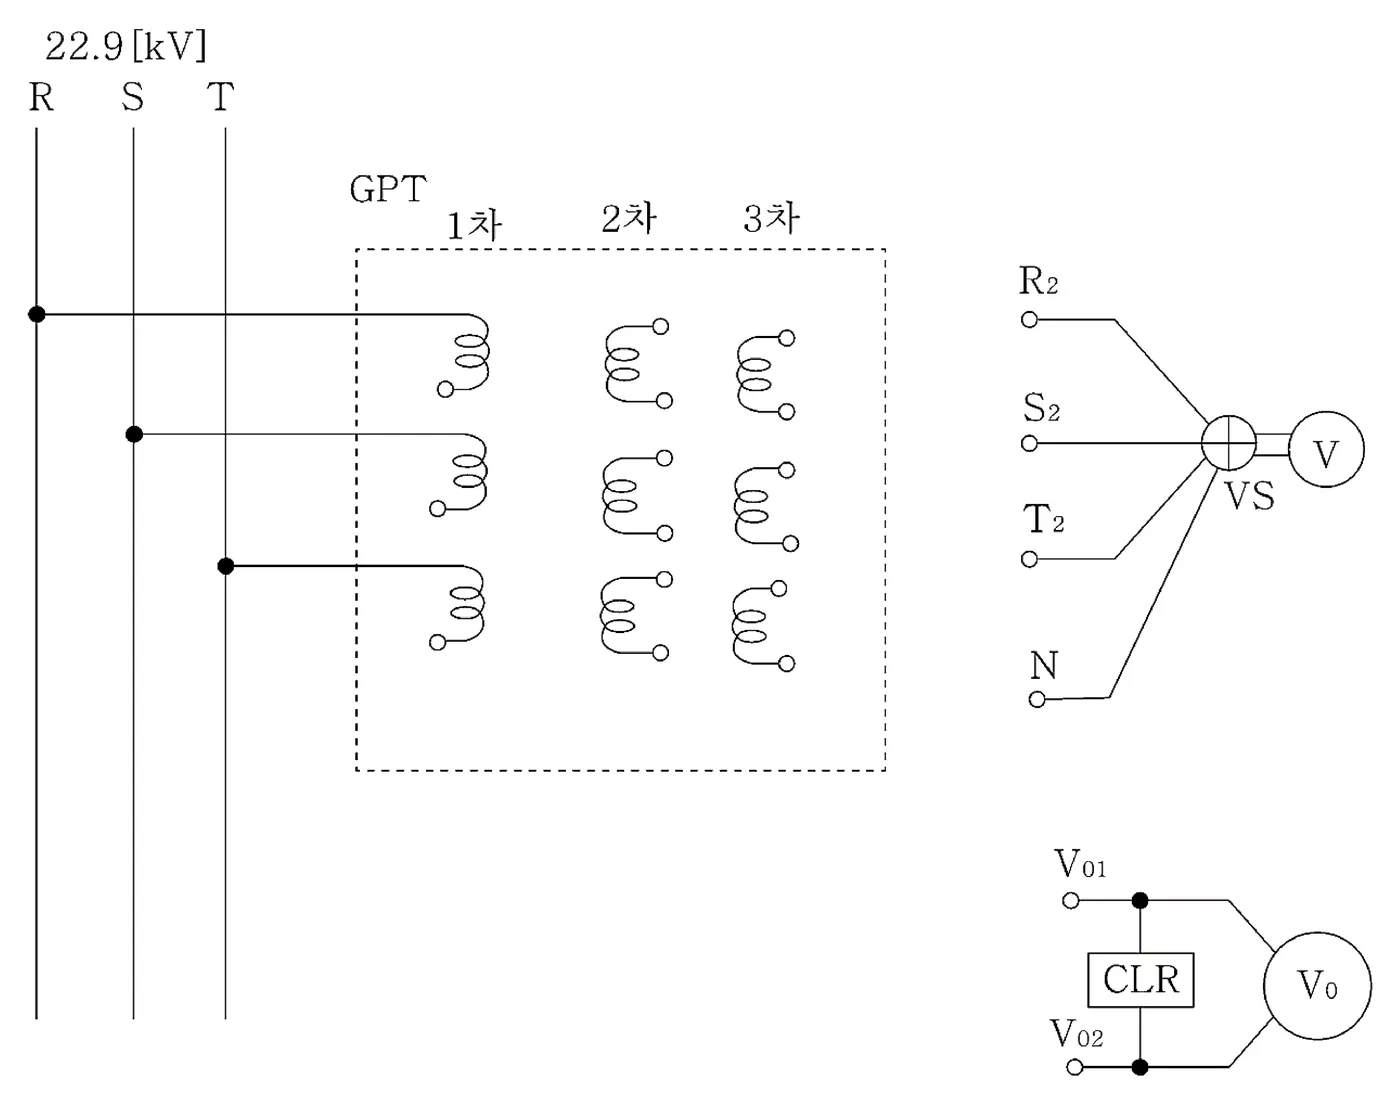 22.9[kV]
R S T
GPT
1차 2차 3차
R₂
S₂
V
VS
T₂
N
V₀₁
CLR
V₀
V₀₂